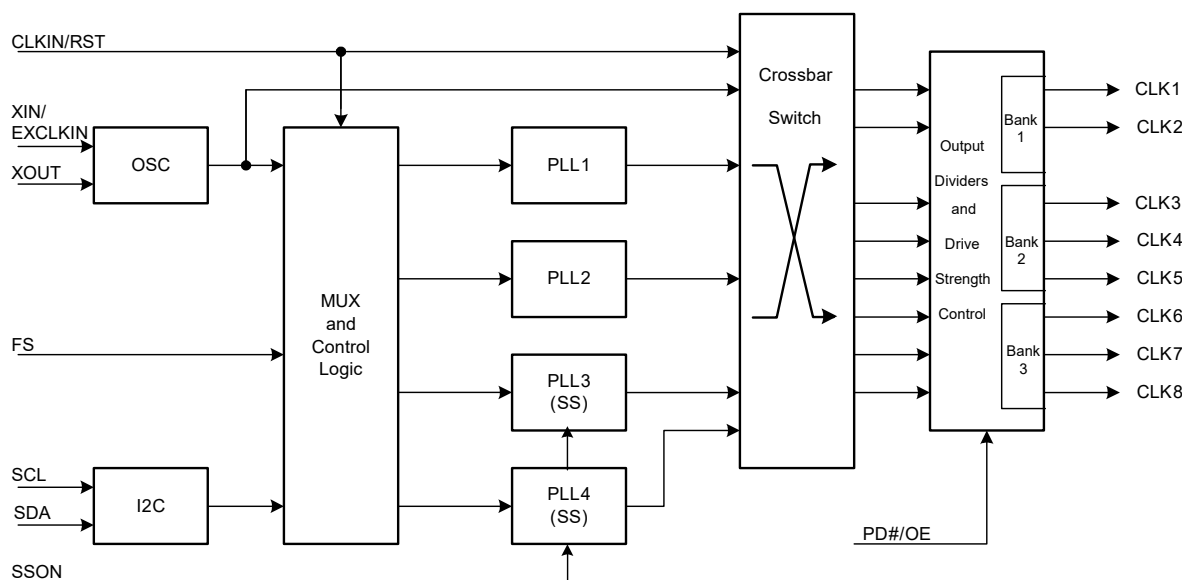 CLKIN/RST
XIN/
EXCLKIN
XOUT
OSC
FS
SCL
SDA
I2C
SSON
MUX
and
Control
Logic
PLL1
PLL2
PLL3
(SS)
PLL4
(SS)
Crossbar
Switch
Output
Dividers
and
Drive
Strength
Control
Bank
1
Bank
2
Bank
3
PD#/OE
CLK1
CLK2
CLK3
CLK4
CLK5
CLK6
CLK7
CLK8